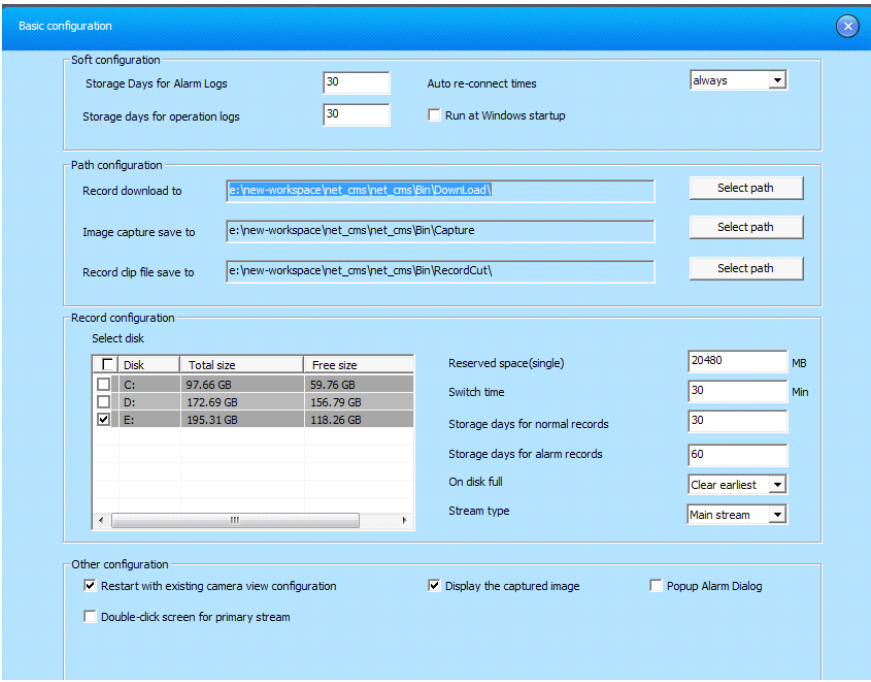 Basic configuration
Soft configuration
Storage Days for Alarm Logs 30 Auto re-connect times always
Storage days for operation logs 30 Run at Windows startup
Path configuration
Record download to e:\new-workspace\net_cms\net_cms\Bin\DownLoad\ Select path
Image capture save to e:\new-workspace\net_cms\net_cms\Bin\Capture Select path
Record clip file save to e:\new-workspace\net_cms\net_cms\Bin\RecordCut\ Select path
Record configuration
Select disk
Disk Total size Free size
C: 97.66 GB 59.76 GB
D: 172.69 GB 156.79 GB
E: 195.31 GB 118.26 GB
Reserved space(single) 20480 MB
Switch time 30 Min
Storage days for normal records 30
Storage days for alarm records 60
On disk full Clear earliest
Stream type Main stream
Other configuration
Restart with existing camera view configuration Display the captured image Popup Alarm Dialog
Double-click screen for primary stream